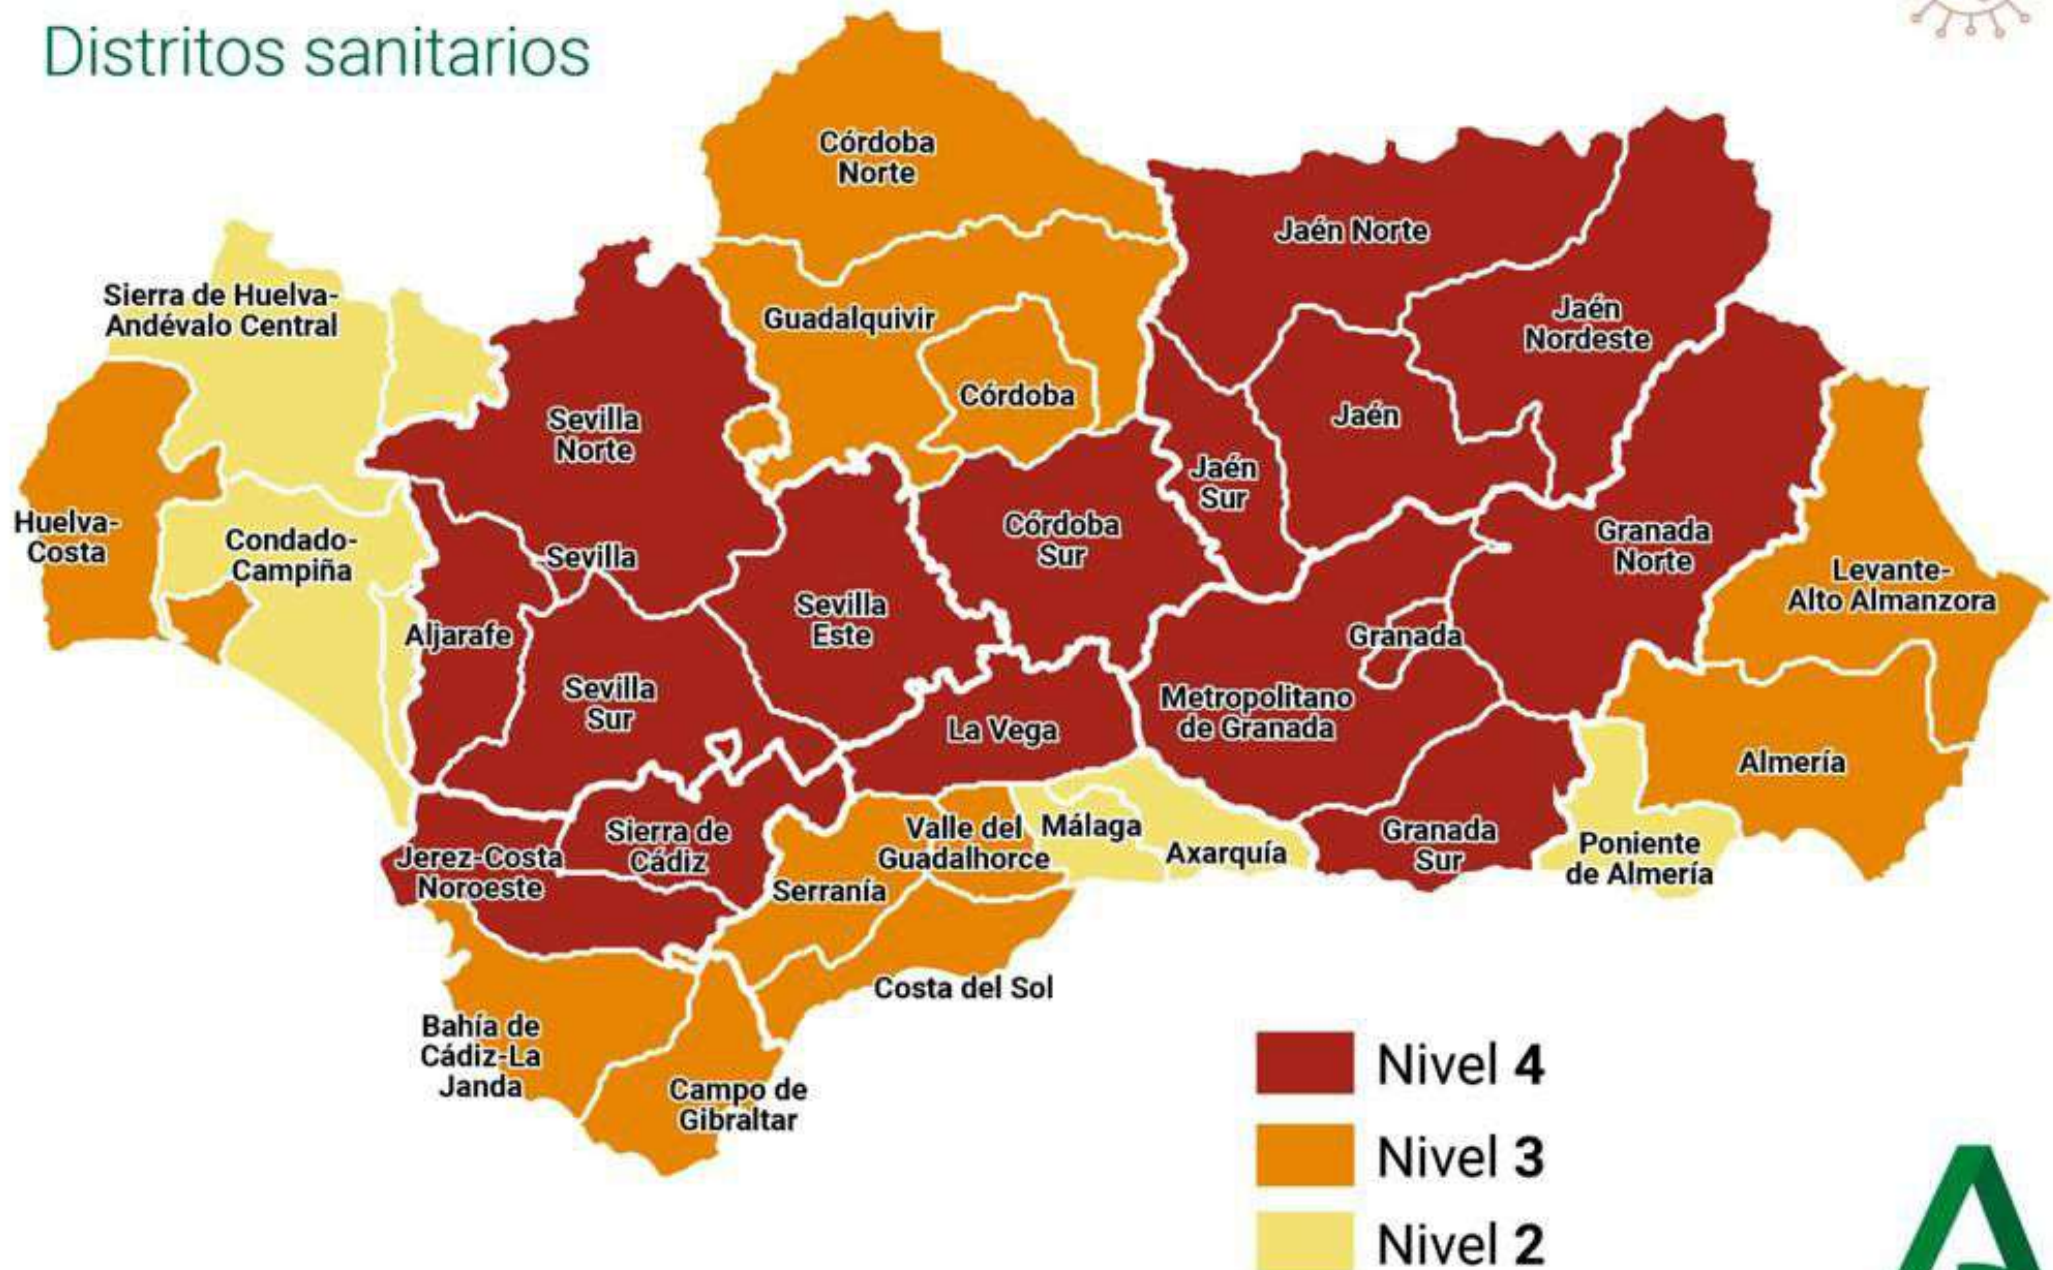 Distritos sanitarios
Córdoba
Norte
Jaén Norte
Sierra de Huelva-
Andévalo Central
Guadalquivir
Jaén
Nordeste
Córdoba
Sevilla
Norte
Jaén
Jaén
Sur
Huelva-
Costa
Condado-
Campiña
Sevilla
Córdoba
Sur
Granada
Norte
Levante-
Alto Almanzora
Aljarafe
Sevilla
Este
Granada
Sevilla
Sur
La Vega
Metropolitano
de Granada
Almería
Jerez-Costa
Noroeste
Sierra de
Cádiz
Valle del
Guadalhorce
Málaga
Axarquía
Granada
Sur
Poniente
de Almería
Serranía
Costa del Sol
Bahía de
Cádiz-La
Janda
Campo de
Gibraltar
Nivel 4
Nivel 3
Nivel 2